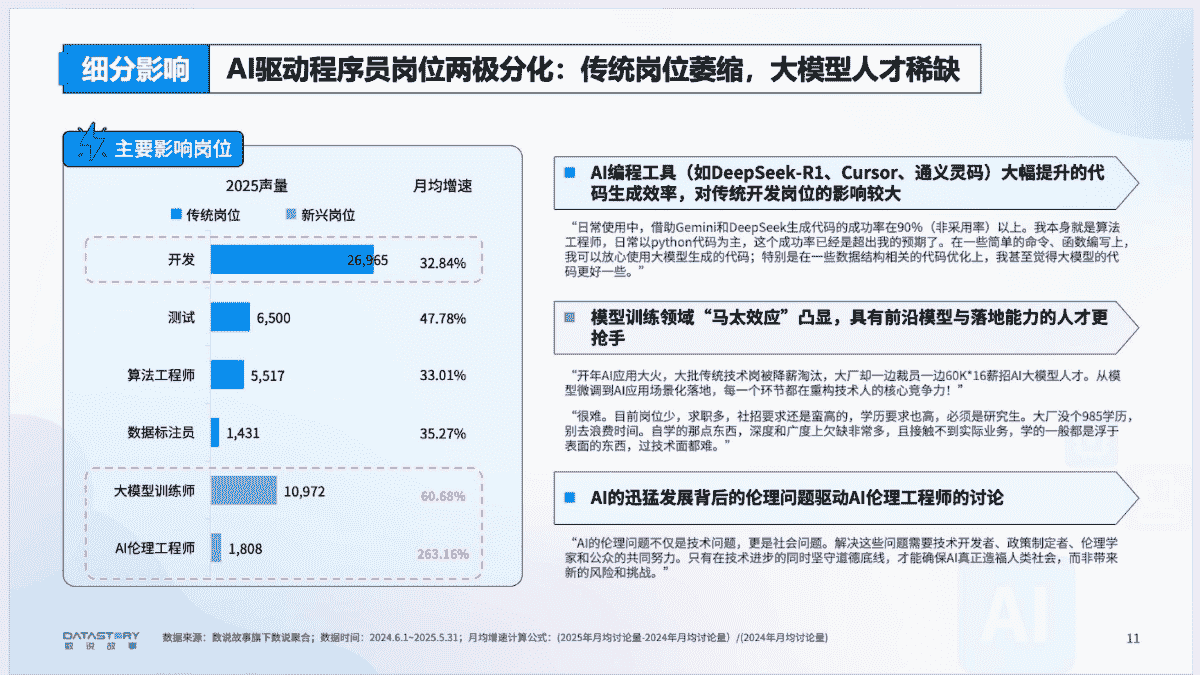 细分影响
AI驱动程序员岗位两极分化：传统岗位萎缩，大模型人才稀缺
主要影响岗位
2025声量
月均增速
传统岗位
新兴岗位
开发 26,965 32.84%
测试 6,500 47.78%
算法工程师 5,517 33.01%
数据标注员 1,431 35.27%
大模型训练师 10,972 60.68%
AI伦理工程师 1,808 263.16%
AI编程工具（如DeepSeek-R1、Cursor、通义灵码）大幅提升的代
码生成效率，对传统开发岗位的影响较大
“日常使用中，借助Gemini和DeepSeek生成代码的成功率在90%（非采用率）以上。我本身就是算法
工程师，日常以python代码为主，这个成功率已经是超出我的预期了。在一些简单的命令、函数编写上，
我可以放心使用大模型生成的代码；特别是在一些数据结构相关的代码优化上，我甚至觉得大模型的代
码更好一些。”
模型训练领域“马太效应”凸显，具有前沿模型与落地能力的人才更
抢手
“开年AI应用大火，大批传统技术岗被降薪淘汰，大厂却一边裁员一边60K*16薪招AI大模型人才。从模
型微调到AI应用场景化落地，每一个环节都在重构技术人的核心竞争力！”
“很难。目前岗位少，求职多，社招要求还是蛮高的，学历要求也高，必须是研究生。大厂没个985学历，
别去浪费时间。自学的那点东西，深度和广度上欠缺非常多，且接触不到实际业务，学的一般都是浮于
表面的东西，过技术面都难。”
AI的迅猛发展背后的伦理问题驱动AI伦理工程师的讨论
“AI的伦理问题不仅是技术问题，更是社会问题。解决这些问题需要技术开发者、政策制定者、伦理学
家和公众的共同努力。只有在技术进步的同时坚守道德底线，才能确保AI真正造福人类社会，而非带来
新的风险和挑战。”
AI
DATASTORY
数说故事
数据来源：数说故事旗下数说聚合；数据时间：2024.6.1~2025.5.31；月均增速计算公式：(2025年月均讨论量-2024年月均讨论量）/(2024年月均讨论量)
11